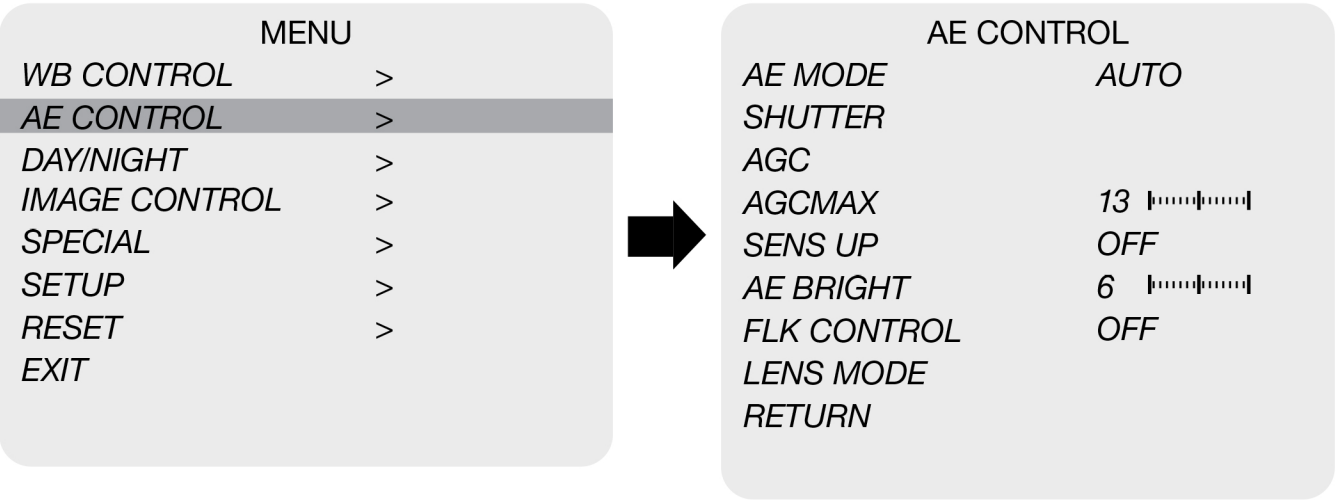 MENU
WB CONTROL >
AE CONTROL >
DAY/NIGHT >
IMAGE CONTROL >
SPECIAL >
SETUP >
RESET >
EXIT
AE CONTROL
AE MODE AUTO
SHUTTER
AGC
AGCMAX 13
SENS UP OFF
AE BRIGHT 6
FLK CONTROL OFF
LENS MODE
RETURN